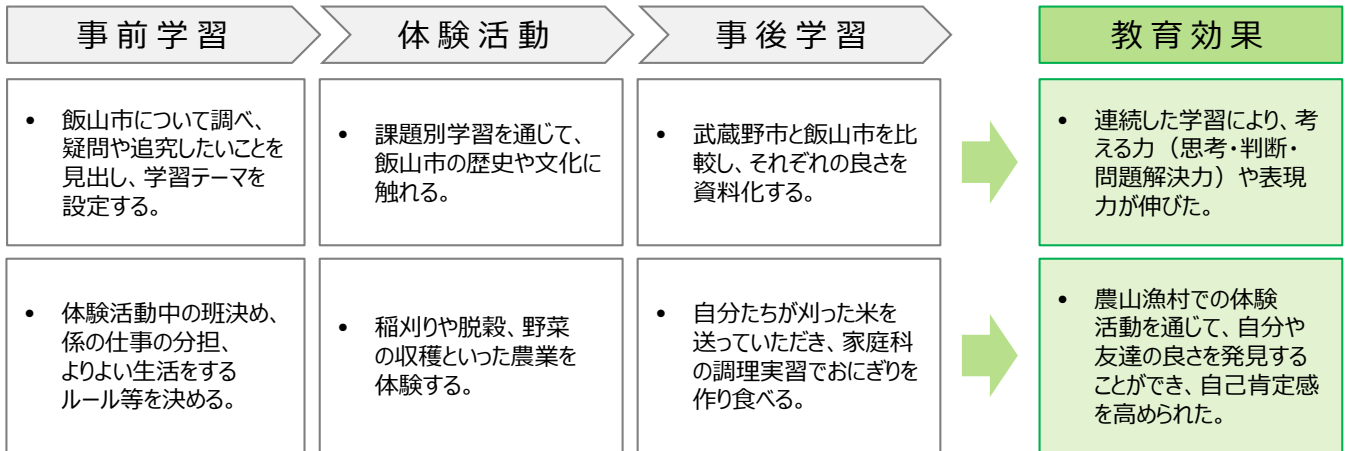 事前学習
体験活動
事後学習
教育効果
• 飯山市について調べ、
疑問や追究したいことを
見出し、学習テーマを
設定する。
• 課題別学習を通じて、
飯山市の歴史や文化に
触れる。
• 武蔵野市と飯山市を比
較し、それぞれの良さを
資料化する。
• 連続した学習により、考
える力（思考・判断・
問題解決力）や表現
力が伸びた。
• 体験活動中の班決め、
係の仕事の分担、
よりよい生活をする
ルール等を決める。
• 稲刈りや脱穀、野菜
の収穫といった農業を
体験する。
• 自分たちが刈った米を
送っていただき、家庭科
の調理実習でおにぎりを
作り食べる。
• 農山漁村での体験
活動を通じて、自分や
友達の良さを発見する
ことができ、自己肯定感
を高められた。